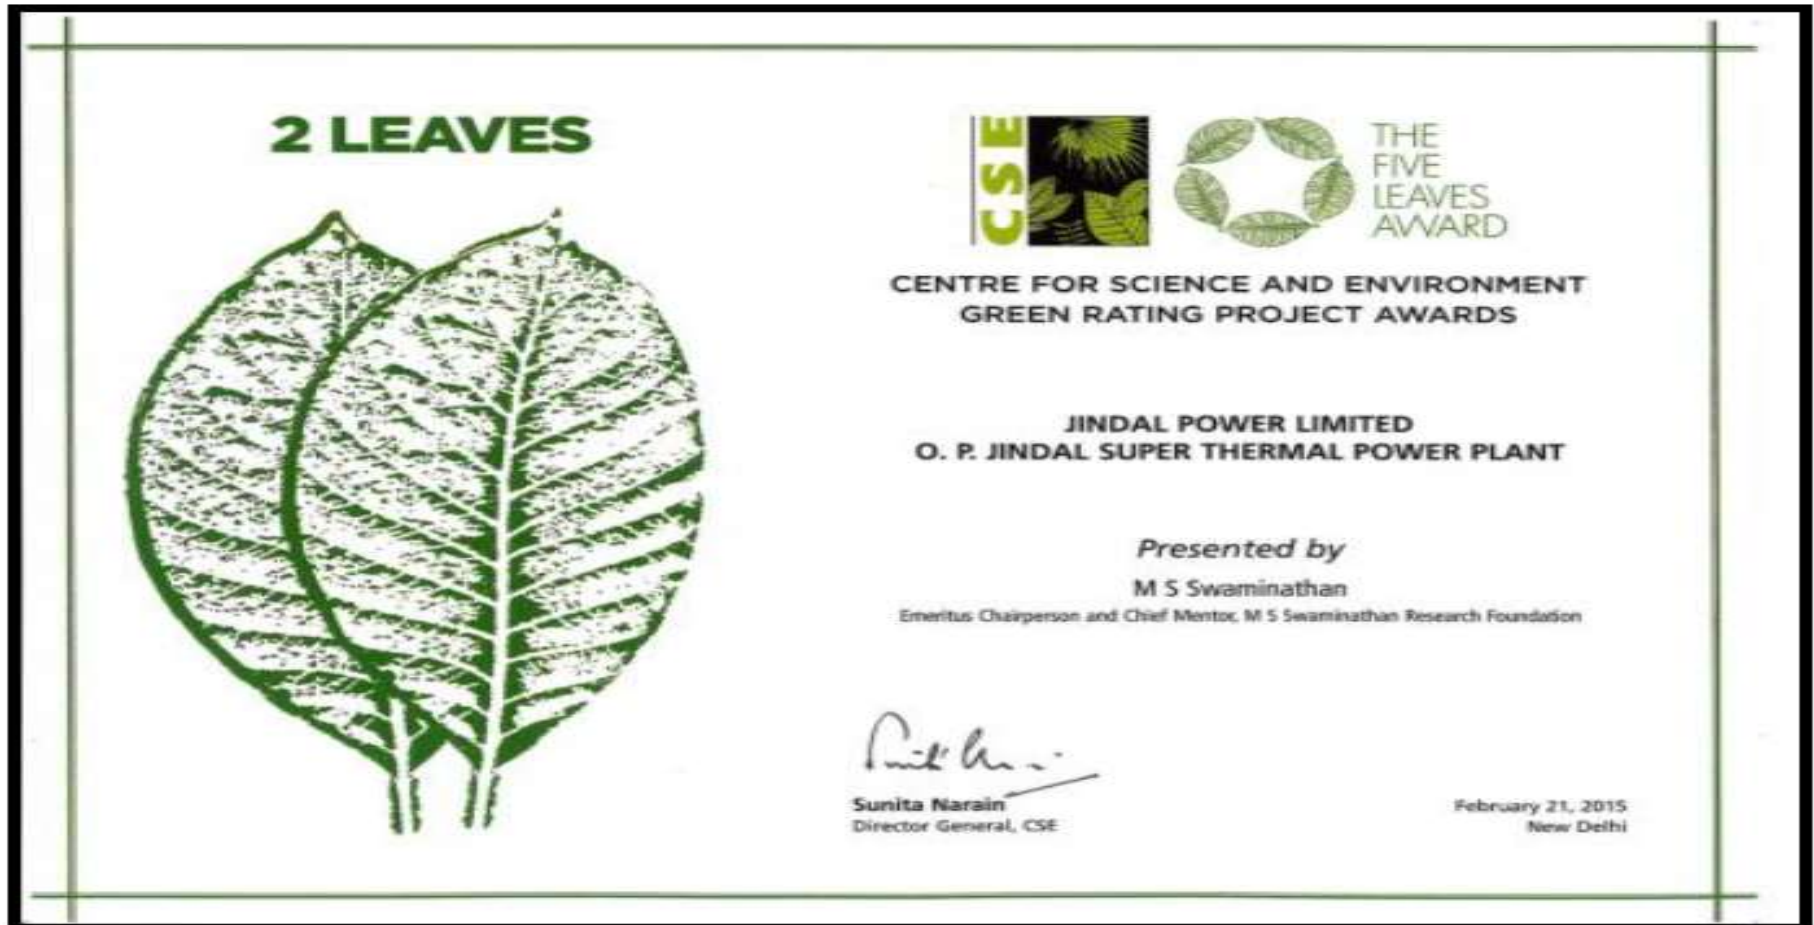 2 LEAVES
CSE
THE
FIVE
LEAVES
AWARD
CENTRE FOR SCIENCE AND ENVIRONMENT
GREEN RATING PROJECT AWARDS
JINDAL POWER LIMITED
O. P. JINDAL SUPER THERMAL POWER PLANT
Presented by
M S Swaminathan
Emeritus Chairperson and Chief Mentor, M S Swaminathan Research Foundation
Sunita Narain
Director General, CSE
February 21, 2015
New Delhi